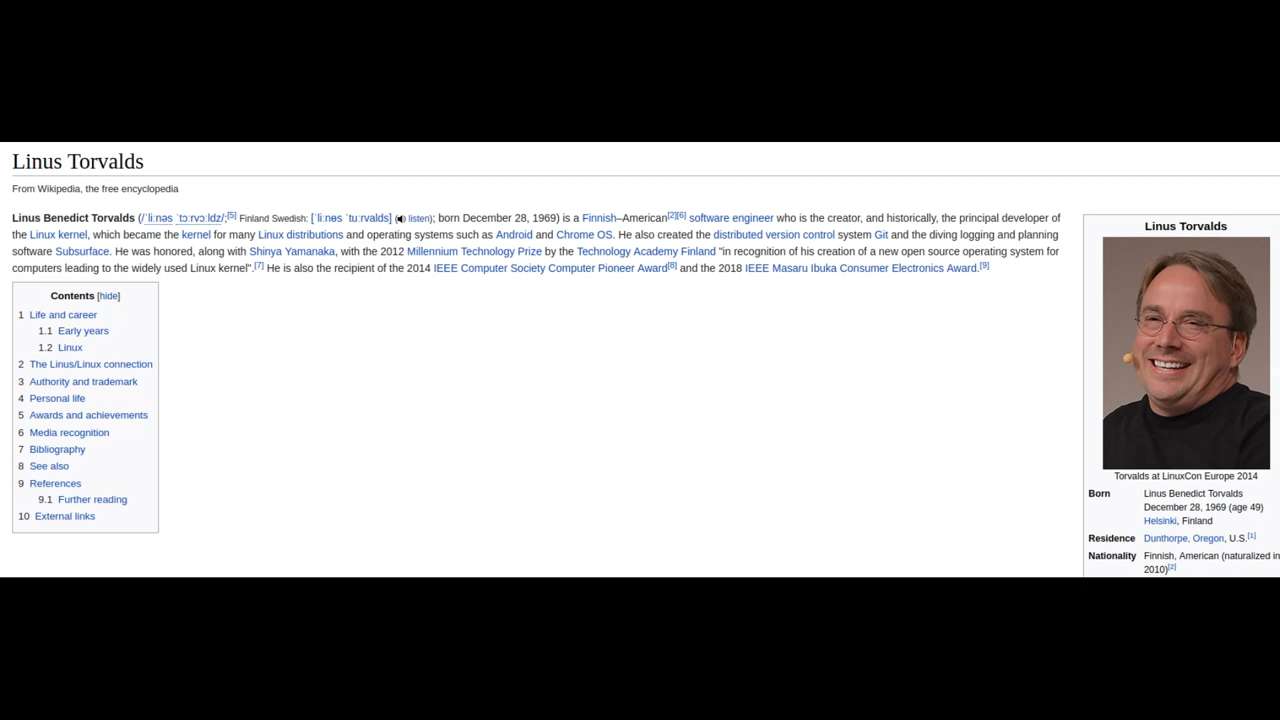 Linus Torvalds
From Wikipedia, the free encyclopedia
Linus Benedict Torvalds (/ˈliːnəs ˈtɔːrvɔːldz/;[5] Finland Swedish: [ˈliːnʉs ˈtuːrvalds] (listen); born December 28, 1969) is a Finnish–American[2][6] software engineer who is the creator, and historically, the principal developer of
the Linux kernel, which became the kernel for many Linux distributions and operating systems such as Android and Chrome OS. He also created the distributed version control system Git and the diving logging and planning
software Subsurface. He was honored, along with Shinya Yamanaka, with the 2012 Millennium Technology Prize by the Technology Academy Finland "in recognition of his creation of a new open source operating system for
computers leading to the widely used Linux kernel".[7] He is also the recipient of the 2014 IEEE Computer Society Computer Pioneer Award[8] and the 2018 IEEE Masaru Ibuka Consumer Electronics Award.[9]
Contents [hide]
1 Life and career
1.1 Early years
1.2 Linux
2 The Linus/Linux connection
3 Authority and trademark
4 Personal life
5 Awards and achievements
6 Media recognition
7 Bibliography
8 See also
9 References
9.1 Further reading
10 External links
Linus Torvalds
Torvalds at LinuxCon Europe 2014
Born Linus Benedict Torvalds
December 28, 1969 (age 49)
Helsinki, Finland
Residence Dunthorpe, Oregon, U.S.[1]
Nationality Finnish, American (naturalized in
2010)[2]